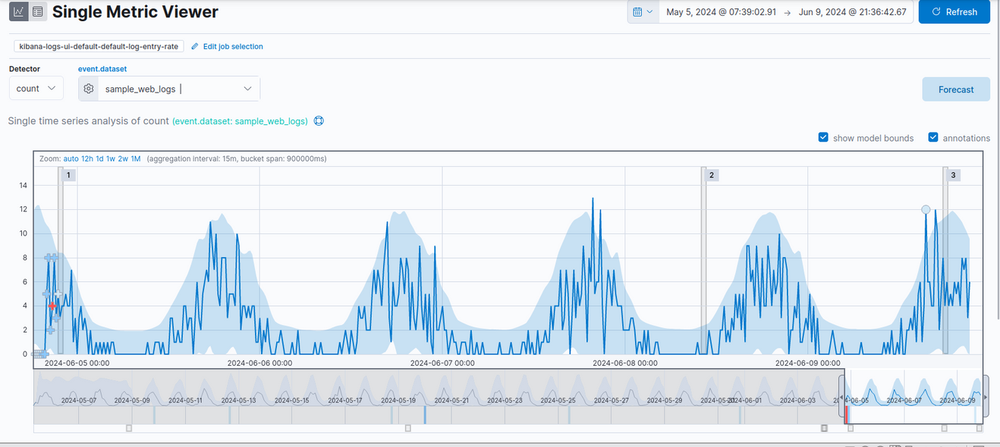 Single Metric Viewer
May 5, 2024 @ 07:39:02.91 → Jun 9, 2024 @ 21:36:42.67 Refresh
kibana-logs-ui-default-default-log-entry-rate Edit job selection
Detector event.dataset
count sample_web_logs
Forecast
Single time series analysis of count (event.dataset: sample_web_logs)
show model bounds annotations
Zoom: auto 12h 1d 1w 2w 1M (aggregation interval: 15m, bucket span: 900000ms)
1 2 3
14
12
10
8
6
4
2
0
2024-06-05 00:00 2024-06-06 00:00 2024-06-07 00:00 2024-06-08 00:00 2024-06-09 00:00
2024-05-07 2024-05-09 2024-05-11 2024-05-13 2024-05-15 2024-05-17 2024-05-19 2024-05-21 2024-05-23 2024-05-25 2024-05-27 2024-05-29 2024-06-01 2024-06-03 2024-06-07 2024-06-09